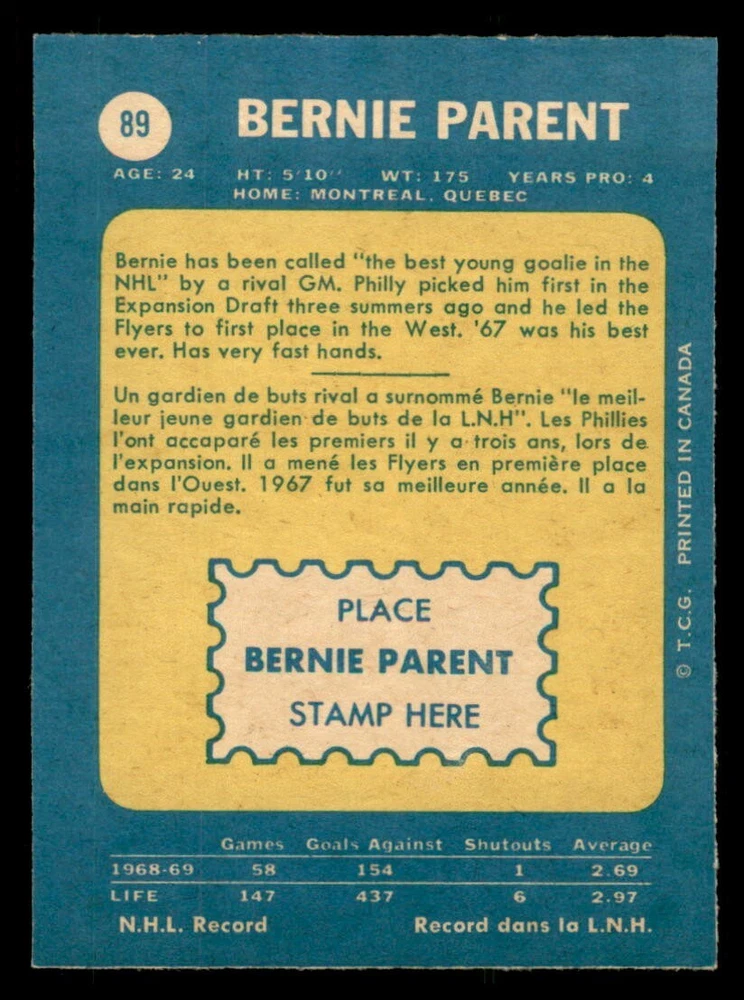 89
BERNIE PARENT
AGE: 24 HT: 5'10'' WT: 175 YEARS PRO: 4
HOME: MONTREAL, QUEBEC
Bernie has been called "the best young goalie in the
NHL" by a rival GM. Philly picked him first in the
Expansion Draft three summers ago and he led the
Flyers to first place in the West. '67 was his best
ever. Has very fast hands.
Un gardien de buts rival a surnommé Bernie "le meil-
leur jeune gardien de buts de la L.N.H". Les Phillies
l'ont accaparé les premiers il y a trois ans, lors de
l'expansion. Il a mené les Flyers en première place
dans l'Ouest. 1967 fut sa meilleure année. Il a la
main rapide.
PLACE
BERNIE PARENT
STAMP HERE
© T.C.G. PRINTED IN CANADA
Games Goals Against Shutouts Average
1968-69 58 154 1 2.69
LIFE 147 437 6 2.97
N.H.L. Record Record dans la L.N.H.